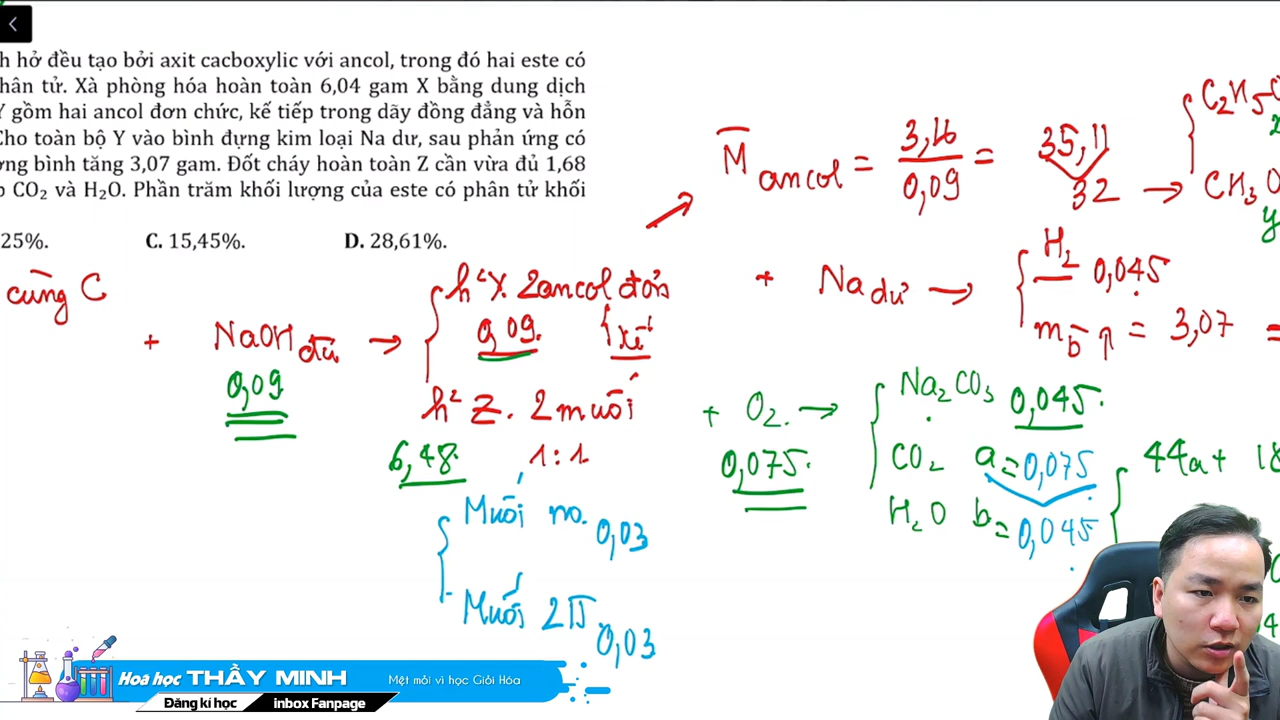 h hở đều tạo bởi axit cacboxylic với ancol, trong đó hai este có
hân tử. Xà phòng hóa hoàn toàn 6,04 gam X bằng dung dịch
Y gồm hai ancol đơn chức, kế tiếp trong dãy đồng đẳng và hỗn
Cho toàn bộ Y vào bình đựng kim loại Na dư, sau phản ứng có
ng bình tăng 3,07 gam. Đốt cháy hoàn toàn Z cần vừa đủ 1,68
CO₂ và H₂O. Phần trăm khối lượng của este có phân tử khối
25%. C. 15,45%. D. 28,61%.
M̅ ancol = 3,16 / 0,09 = 35,11
32 →
C₂H₅O
CH₃O
y
cùng C
+ NaOH đủ →
0,09
h² Y. 2 ancol đơn
0,09.
h² Z. 2 muối
6,48. 1:1
+ Na dư →
H₂ 0,045
m b ↑ = 3,07 =
+ O₂. →
0,075.
Na₂CO₃ 0,045.
CO₂ a = 0,075
H₂O b = 0,045
44a + 18
Muối no. 0,03
Muối 2π 0,03
Hoá học THẦY MINH
Mệt mỏi vì học Giỏi Hóa
Đăng kí học inbox Fanpage